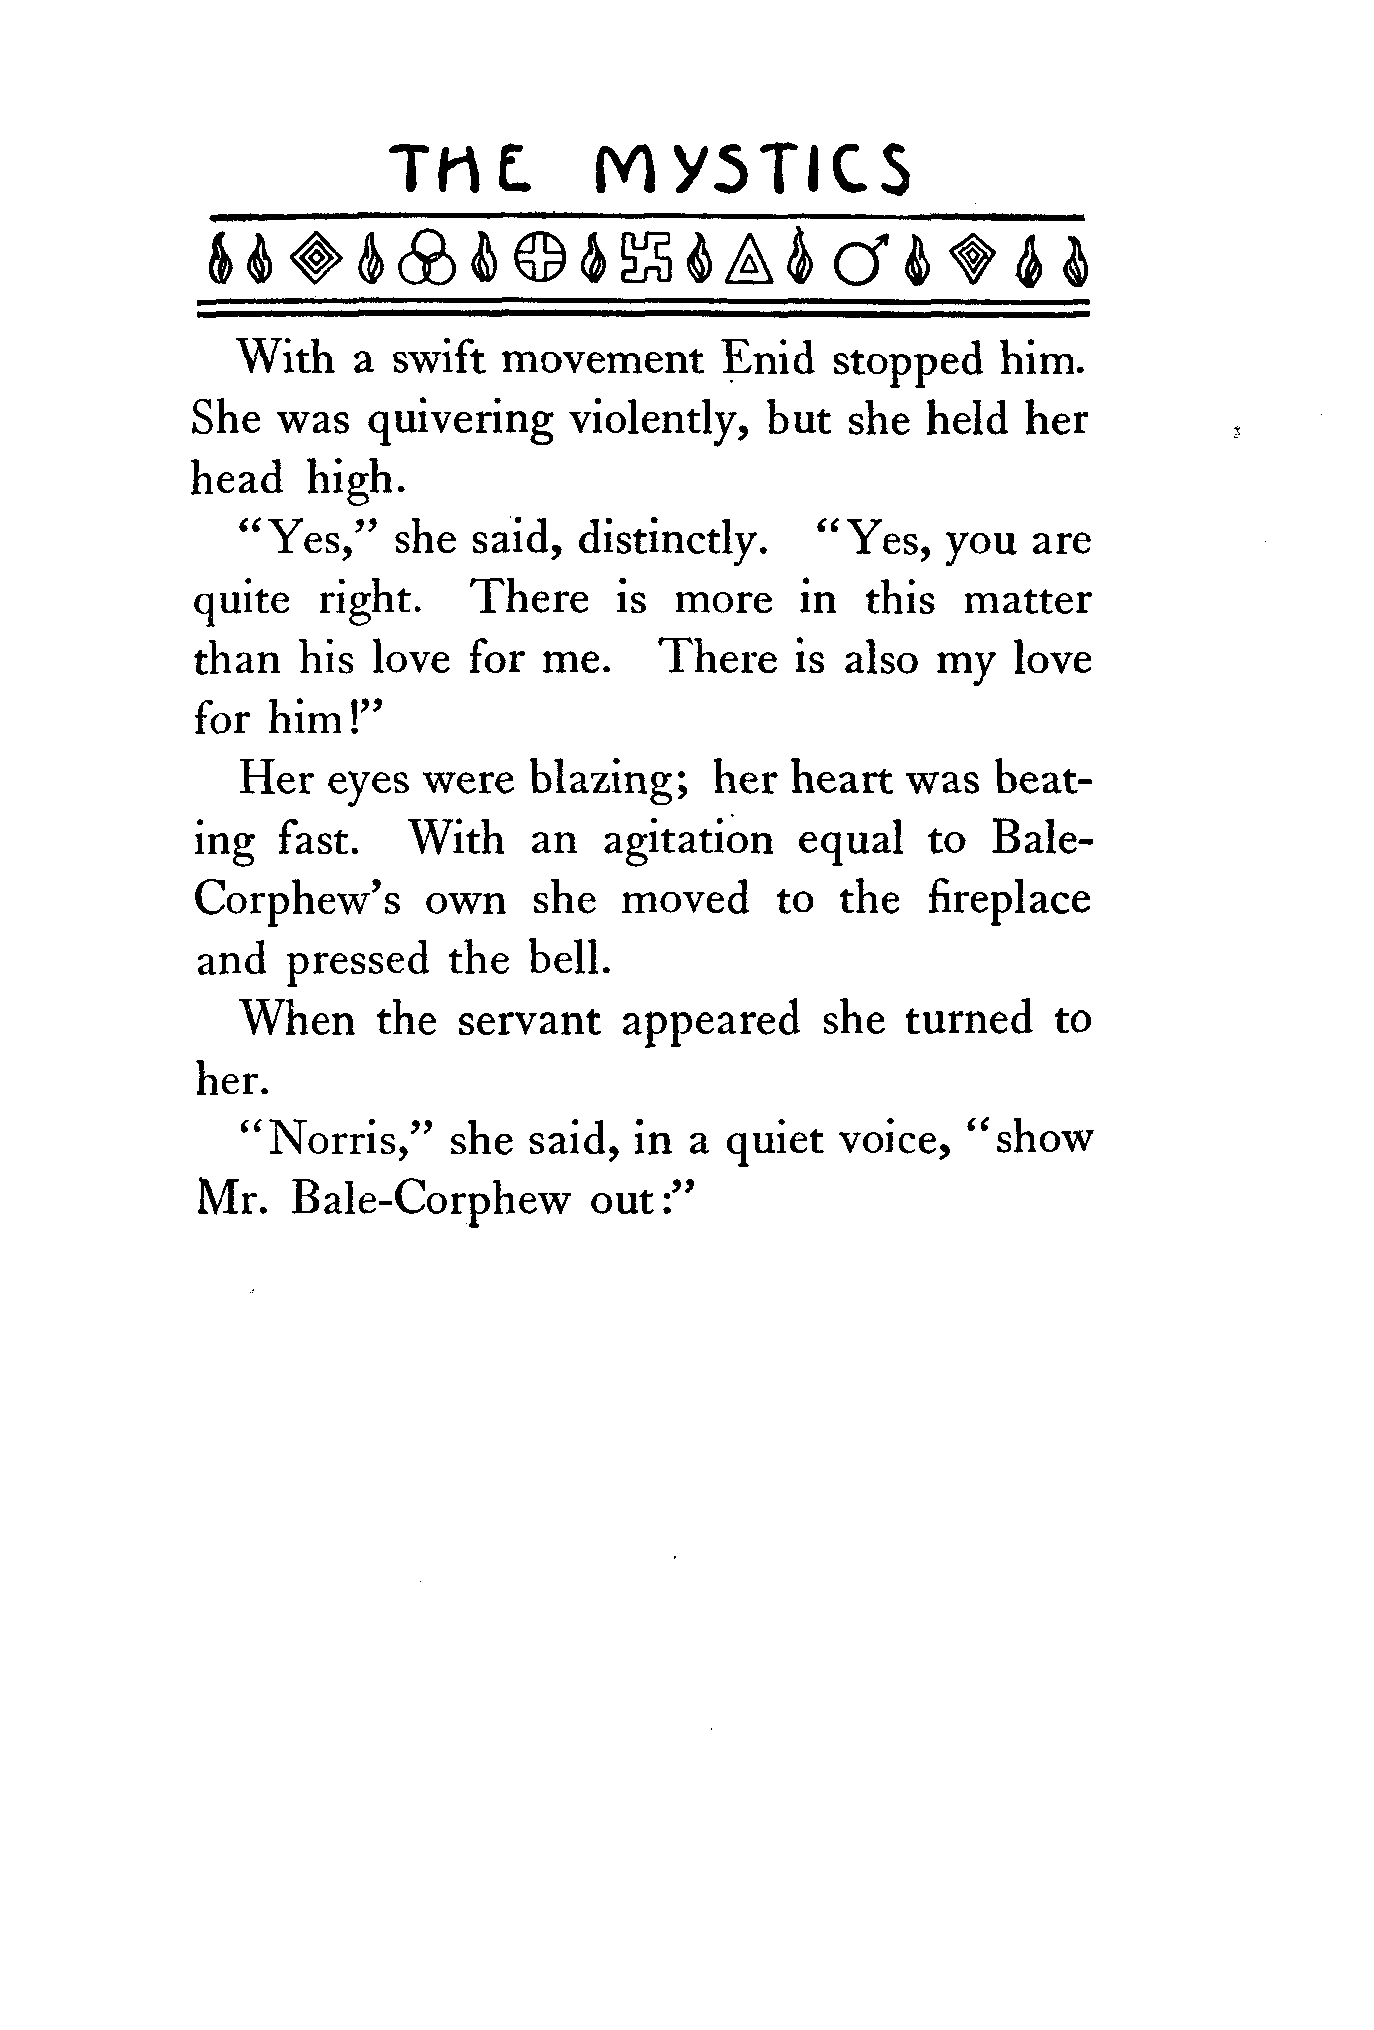 THE MYSTICS
With a swift movement Enid stopped him.
She was quivering violently, but she held her
head high.
"Yes," she said, distinctly. "Yes, you are
quite right. There is more in this matter
than his love for me. There is also my love
for him!"
Her eyes were blazing; her heart was beat-
ing fast. With an agitation equal to Bale-
Corphew's own she moved to the fireplace
and pressed the bell.
When the servant appeared she turned to
her.
"Norris," she said, in a quiet voice, "show
Mr. Bale-Corphew out:"